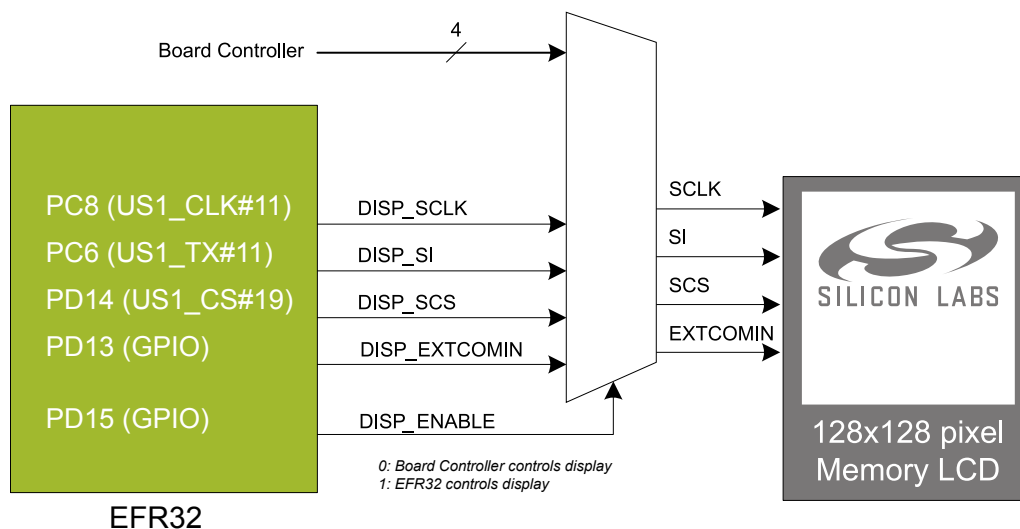 4
Board Controller
PC8 (US1_CLK#11)
DISP_SCLK
SCLK
PC6 (US1_TX#11)
DISP_SI
SI
PD14 (US1_CS#19)
DISP_SCS
SCS
PD13 (GPIO)
DISP_EXTCOMIN
EXTCOMIN
PD15 (GPIO)
DISP_ENABLE
0: Board Controller controls display
1: EFR32 controls display
SILICON LABS
128x128 pixel
Memory LCD
EFR32